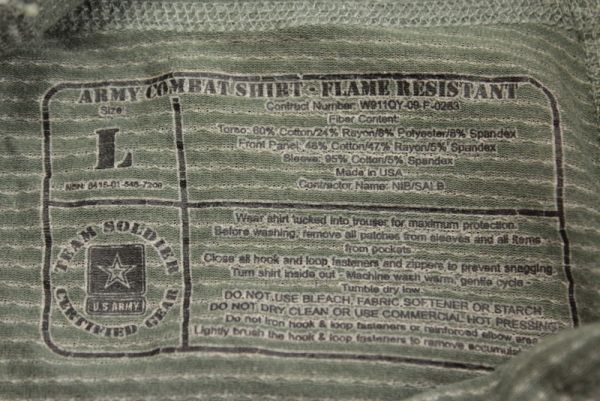 ARMY COMBAT SHIRT - FLAME RESISTANT
Size
L
NSN: 8415-01-548-7209
Contract Number: W911QY-09-F-0263
Fiber Content:
Torso: 60% Cotton/24% Rayon/8% Polyester/8% Spandex
Front Panel: 48% Cotton/47% Rayon/5% Spandex
Sleeve: 95% Cotton/5% Spandex
Made in USA
Contractor Name: NIB/SALB
TEAM SOLDIER
U.S ARMY
CERTIFIED GEAR
Wear shirt tucked into trouser for maximum protection.
Before washing, remove all patches from sleeves and all items
from pockets.
Close all hook and loop fasteners and zippers to prevent snagging.
Turn shirt inside out - Machine wash warm, gentle cycle -
Tumble dry low.
DO NOT USE BLEACH, FABRIC SOFTENER OR STARCH
DO NOT DRY CLEAN OR USE COMMERCIAL HOT PRESSING
Do not iron hook & loop fasteners or reinforced elbow area
Lightly brush the hook & loop fasteners to remove